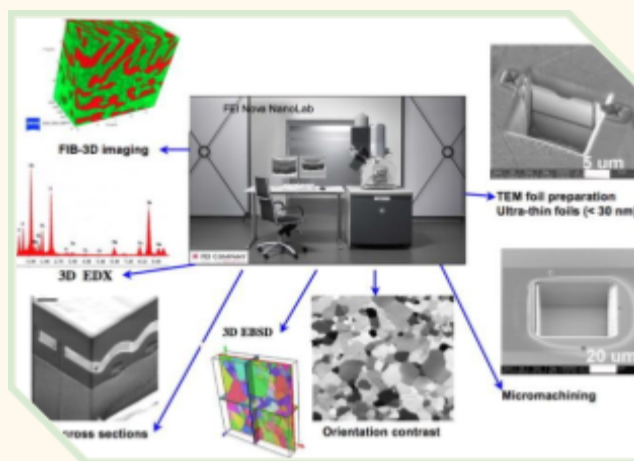 FEI Nova NanoLab
FIB-3D imaging
5 um
TEM foil preparation
Ultra-thin foils (< 30 nm)
3D EDX
3D EBSD
20 um
Micromachining
cross sections
Orientation contrast